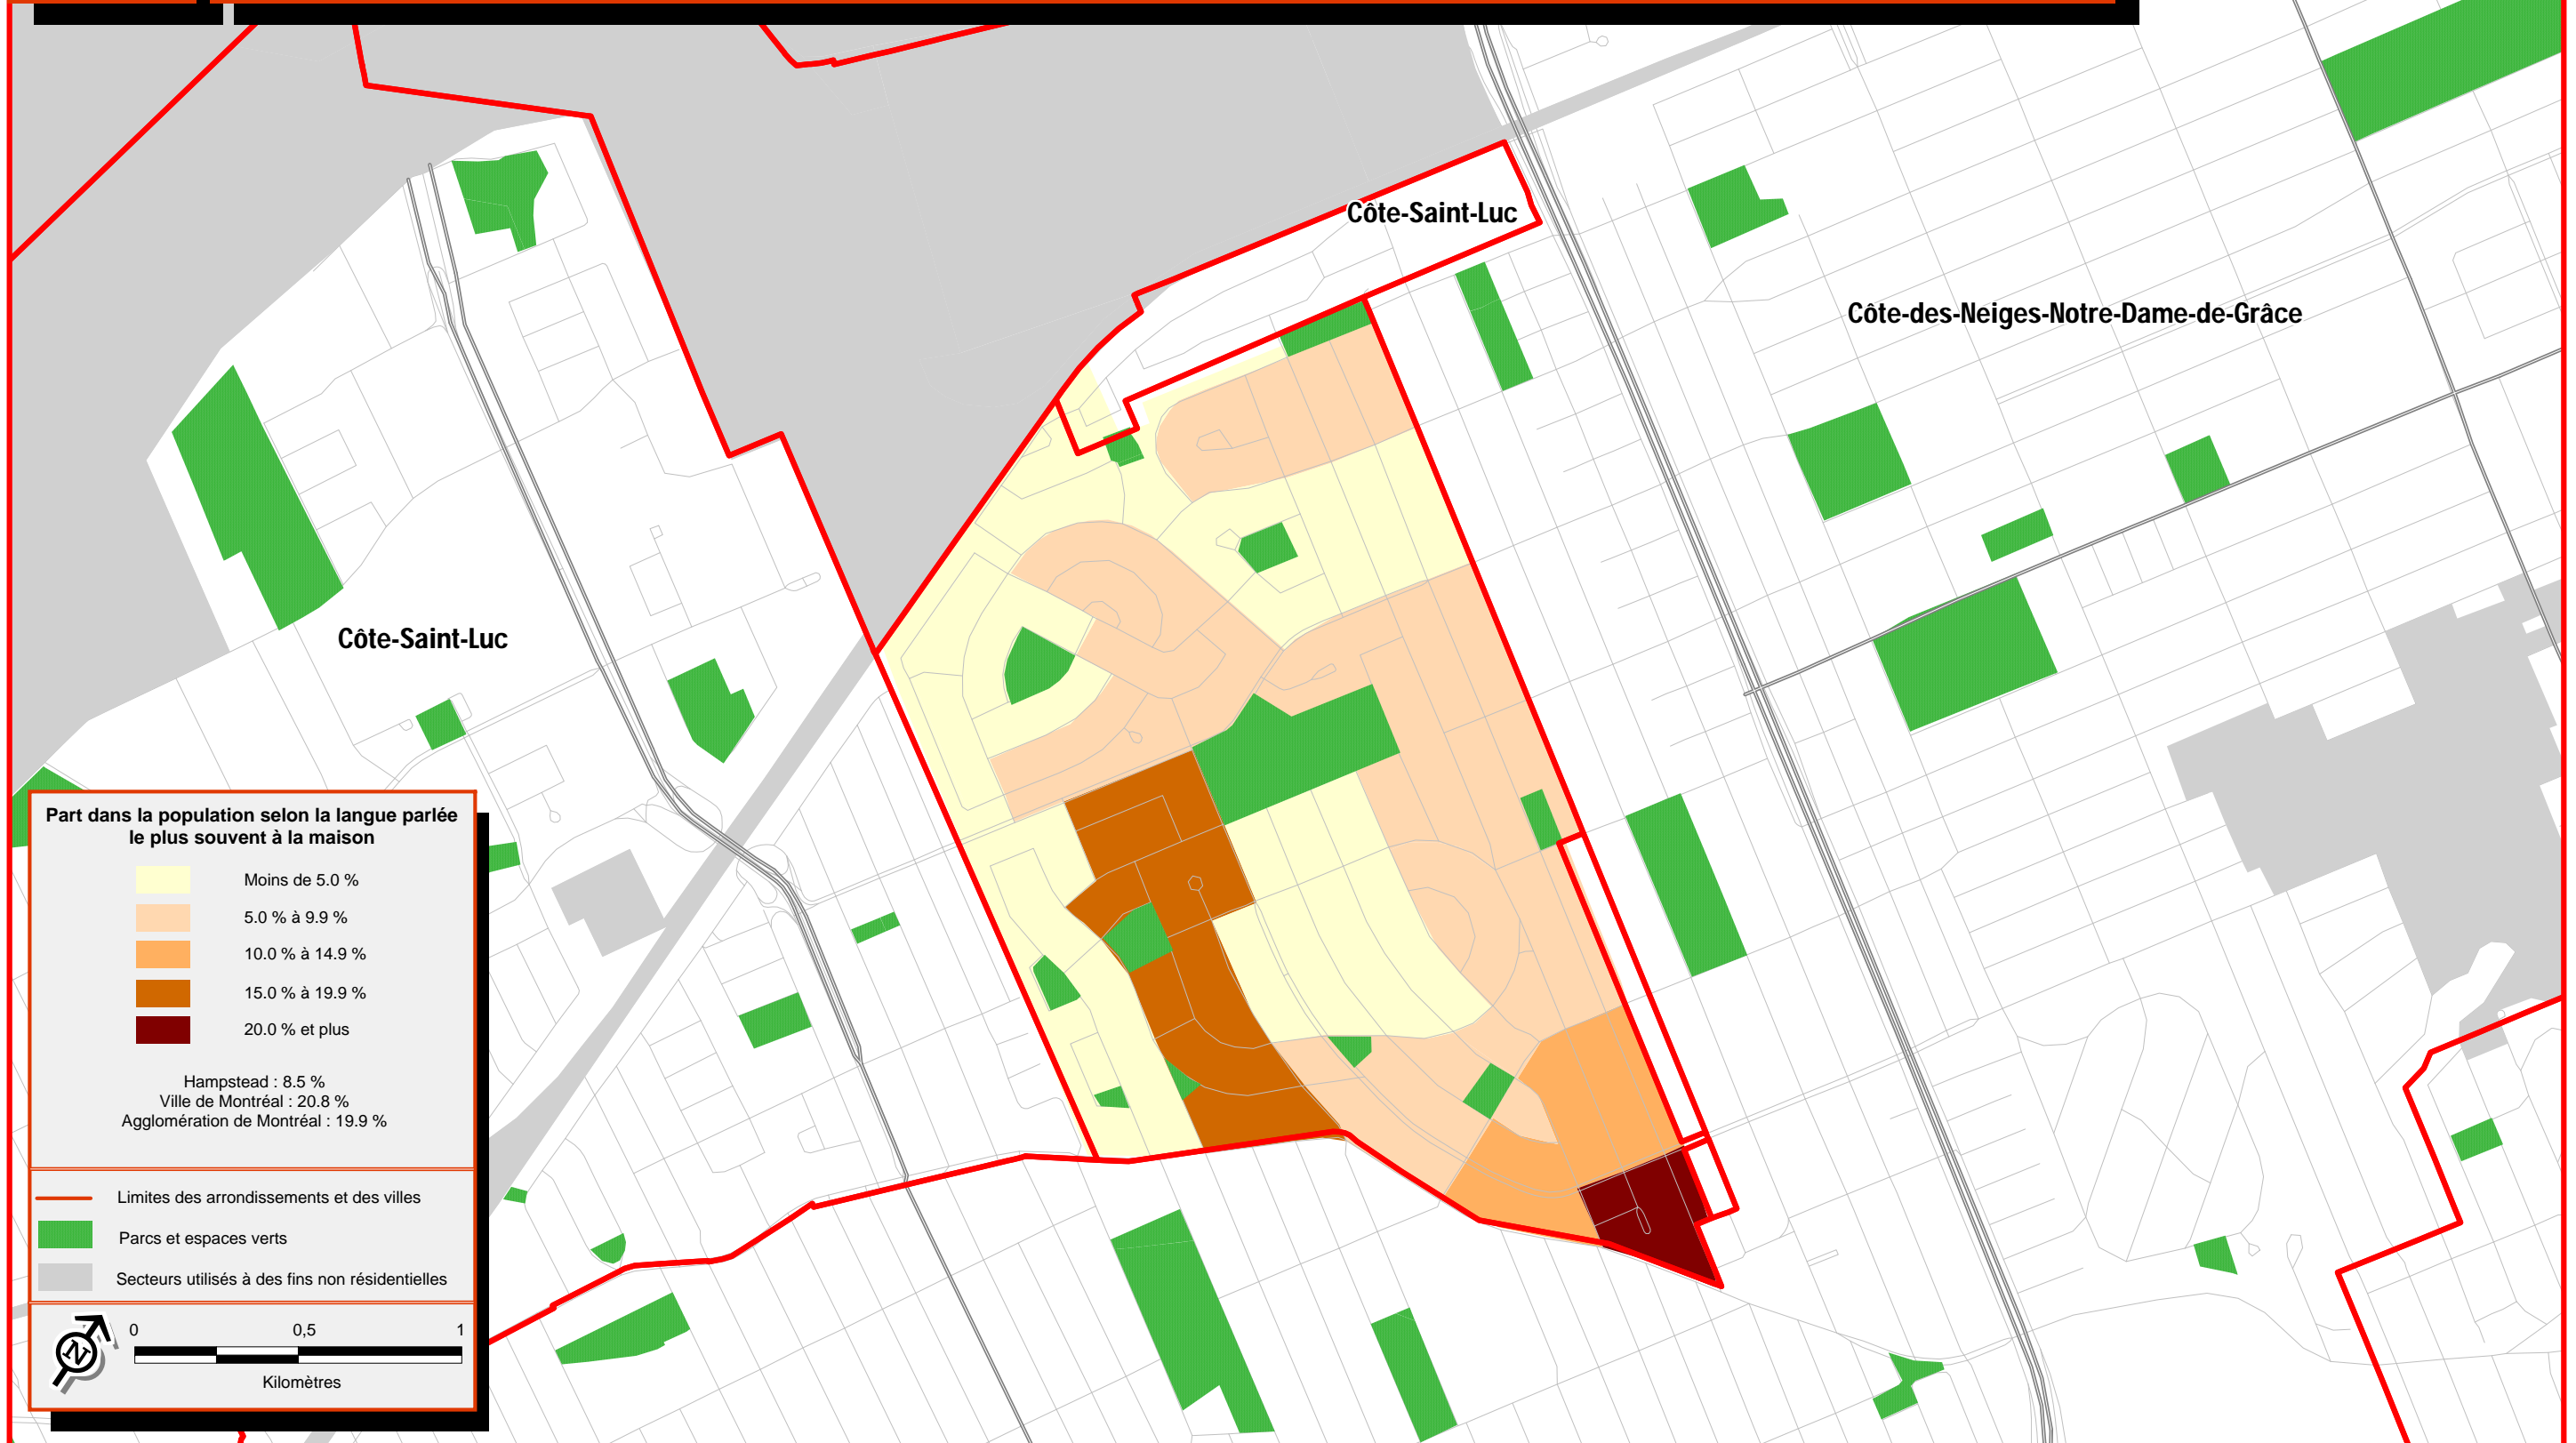 Côte-Saint-Luc
Côte-des-Neiges-Notre-Dame-de-Grâce
Côte-Saint-Luc
Part dans la population selon la langue parlée
le plus souvent à la maison
Moins de 5.0 %
5.0 % à 9.9 %
10.0 % à 14.9 %
15.0 % à 19.9 %
20.0 % et plus
Hampstead : 8.5 %
Ville de Montréal : 20.8 %
Agglomération de Montréal : 19.9 %
Limites des arrondissements et des villes
Parcs et espaces verts
Secteurs utilisés à des fins non résidentielles
N
0 0,5 1
Kilomètres